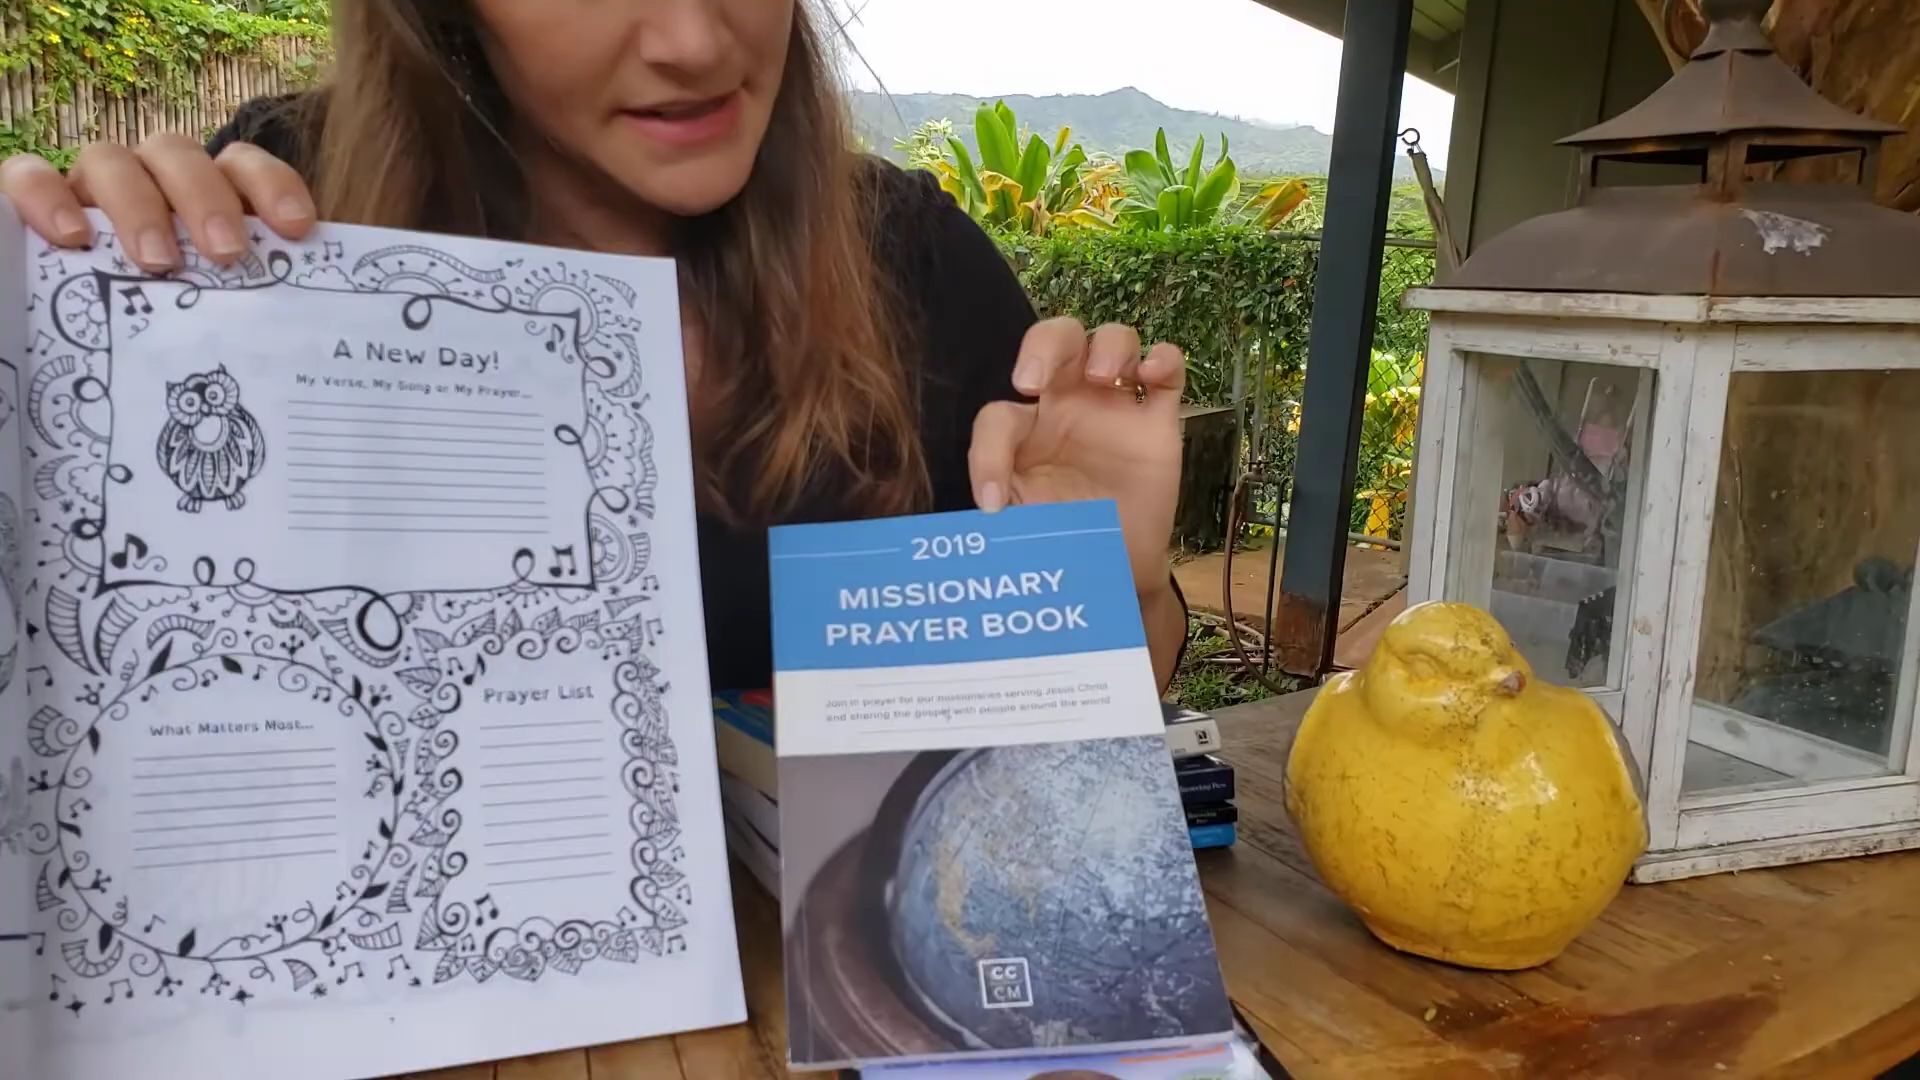 A New Day!
My Verse, My Song or My Prayer...
What Matters Most...
Prayer List
2019
MISSIONARY
PRAYER BOOK
Join in prayer for our missionaries serving Jesus Christ
and sharing the gospel with people around the world
CC
CM